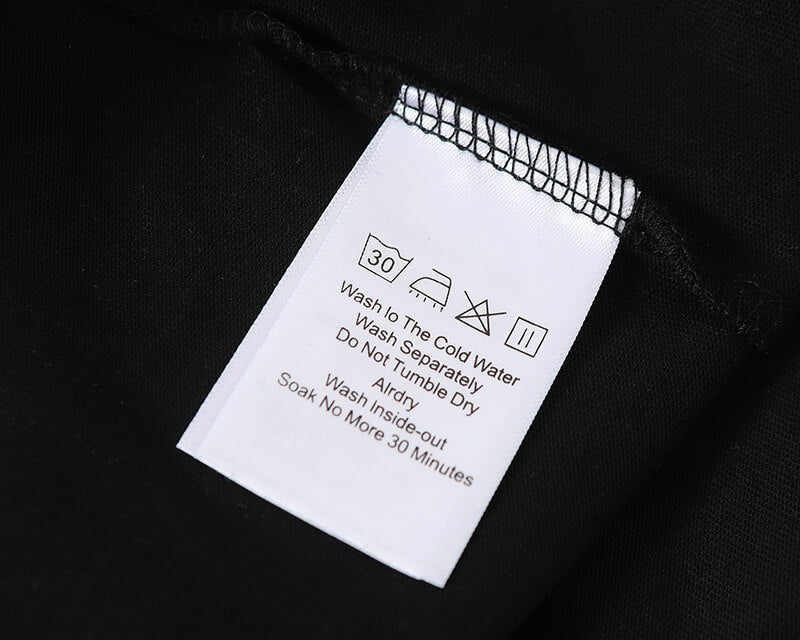 30
Wash Io The Cold Water
Wash Separately
Do Not Tumble Dry
Airdry
Wash Inside-out
Soak No More 30 Minutes